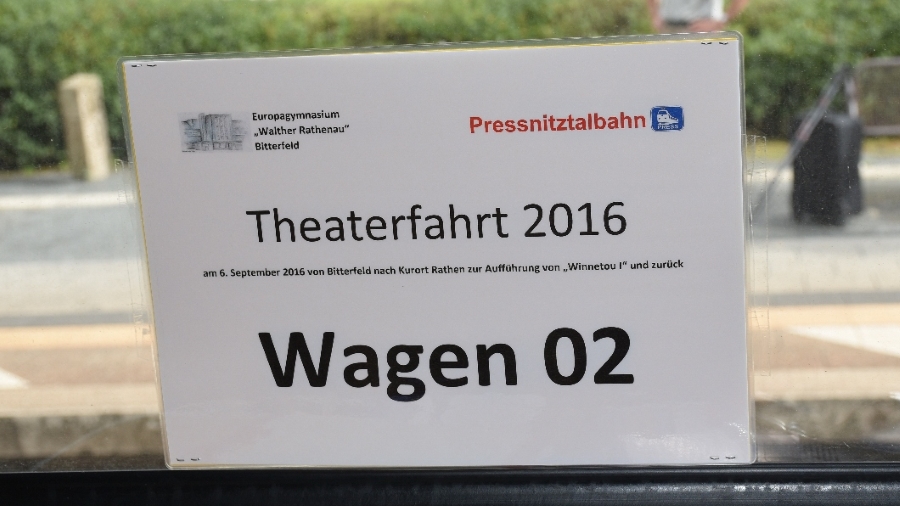 Europagymnasium
„Walther Rathenau"
Bitterfeld
Pressnitztalbahn
PRESS
Theaterfahrt 2016
am 6. September 2016 von Bitterfeld nach Kurort Rathen zur Aufführung von „Winnetou I" und zurück
Wagen 02